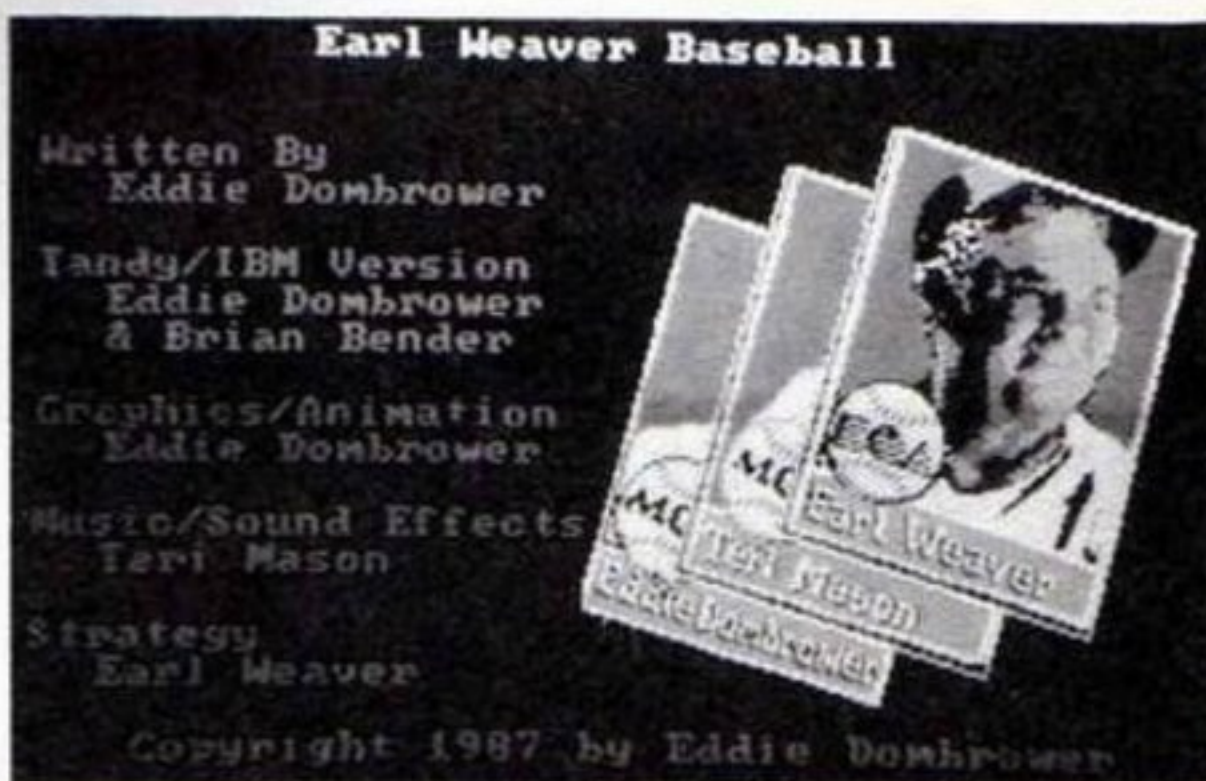 Earl Weaver Baseball
Written By
Eddie Dombrower
Tandy/IBM Version
Eddie Dombrower
& Brian Bender
Graphics/Animation
Eddie Dombrower
Music/Sound Effects
Teri Mason
Strategy
Earl Weaver
Earl Weaver
Teri Mason
Eddie Dombrower
Copyright 1987 by Eddie Dombrower